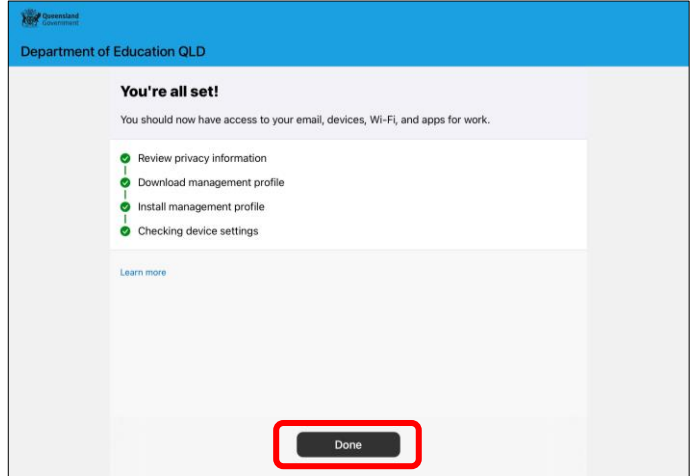 Queensland
Government
Department of Education QLD
You're all set!
You should now have access to your email, devices, Wi-Fi, and apps for work.
Review privacy information
Download management profile
Install management profile
Checking device settings
Learn more
Done